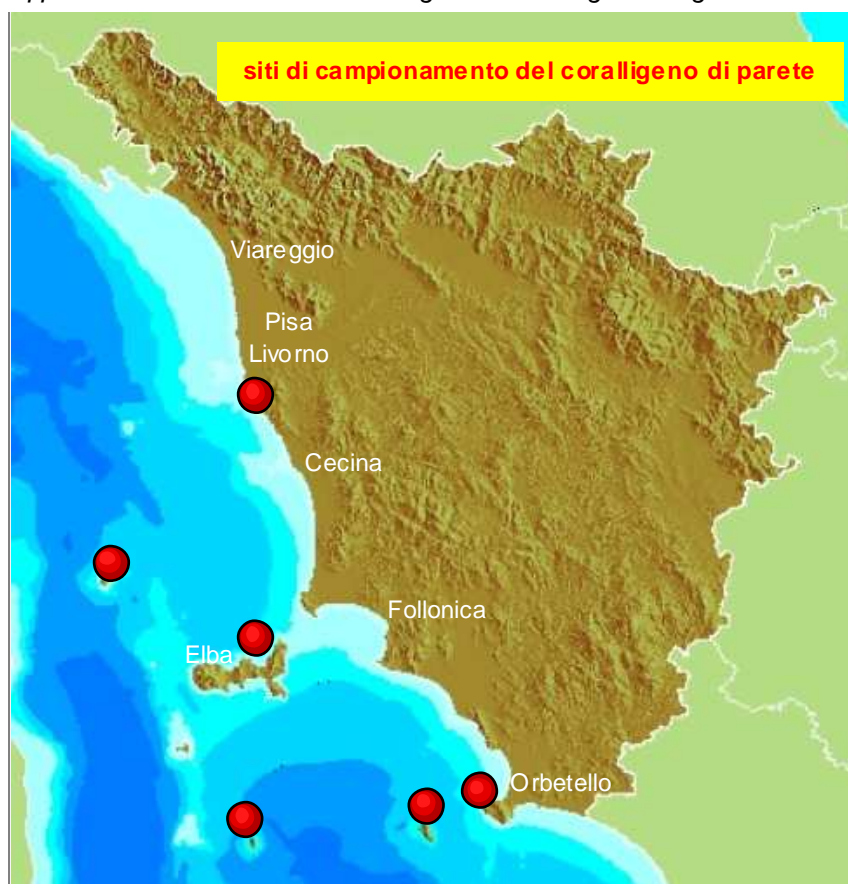 siti di campionamento del coralligeno di parete
Viareggio
Pisa
Livorno
Cecina
Follonica
Elba
Orbetello